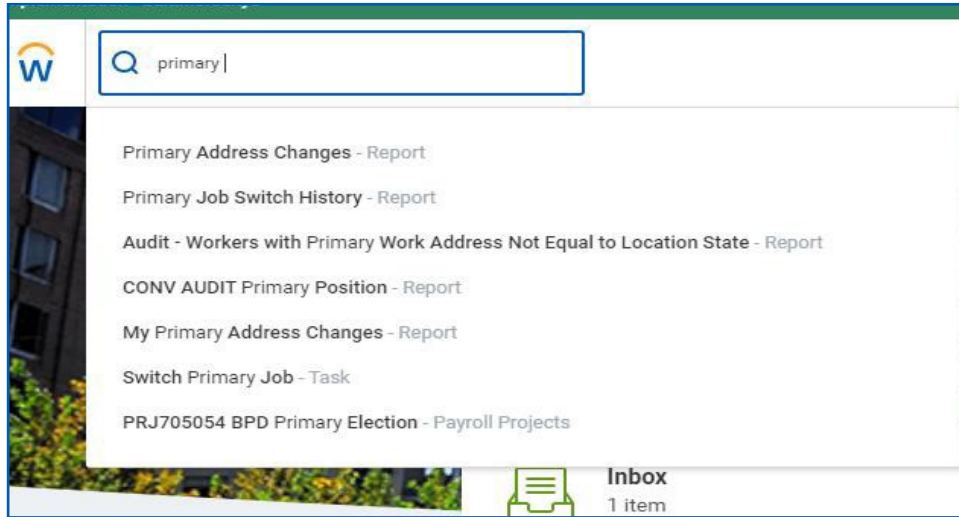 primary
Primary Address Changes - Report
Primary Job Switch History - Report
Audit - Workers with Primary Work Address Not Equal to Location State - Report
CONV AUDIT Primary Position - Report
My Primary Address Changes - Report
Switch Primary Job - Task
PRJ705054 BPD Primary Election - Payroll Projects
Inbox
1 item